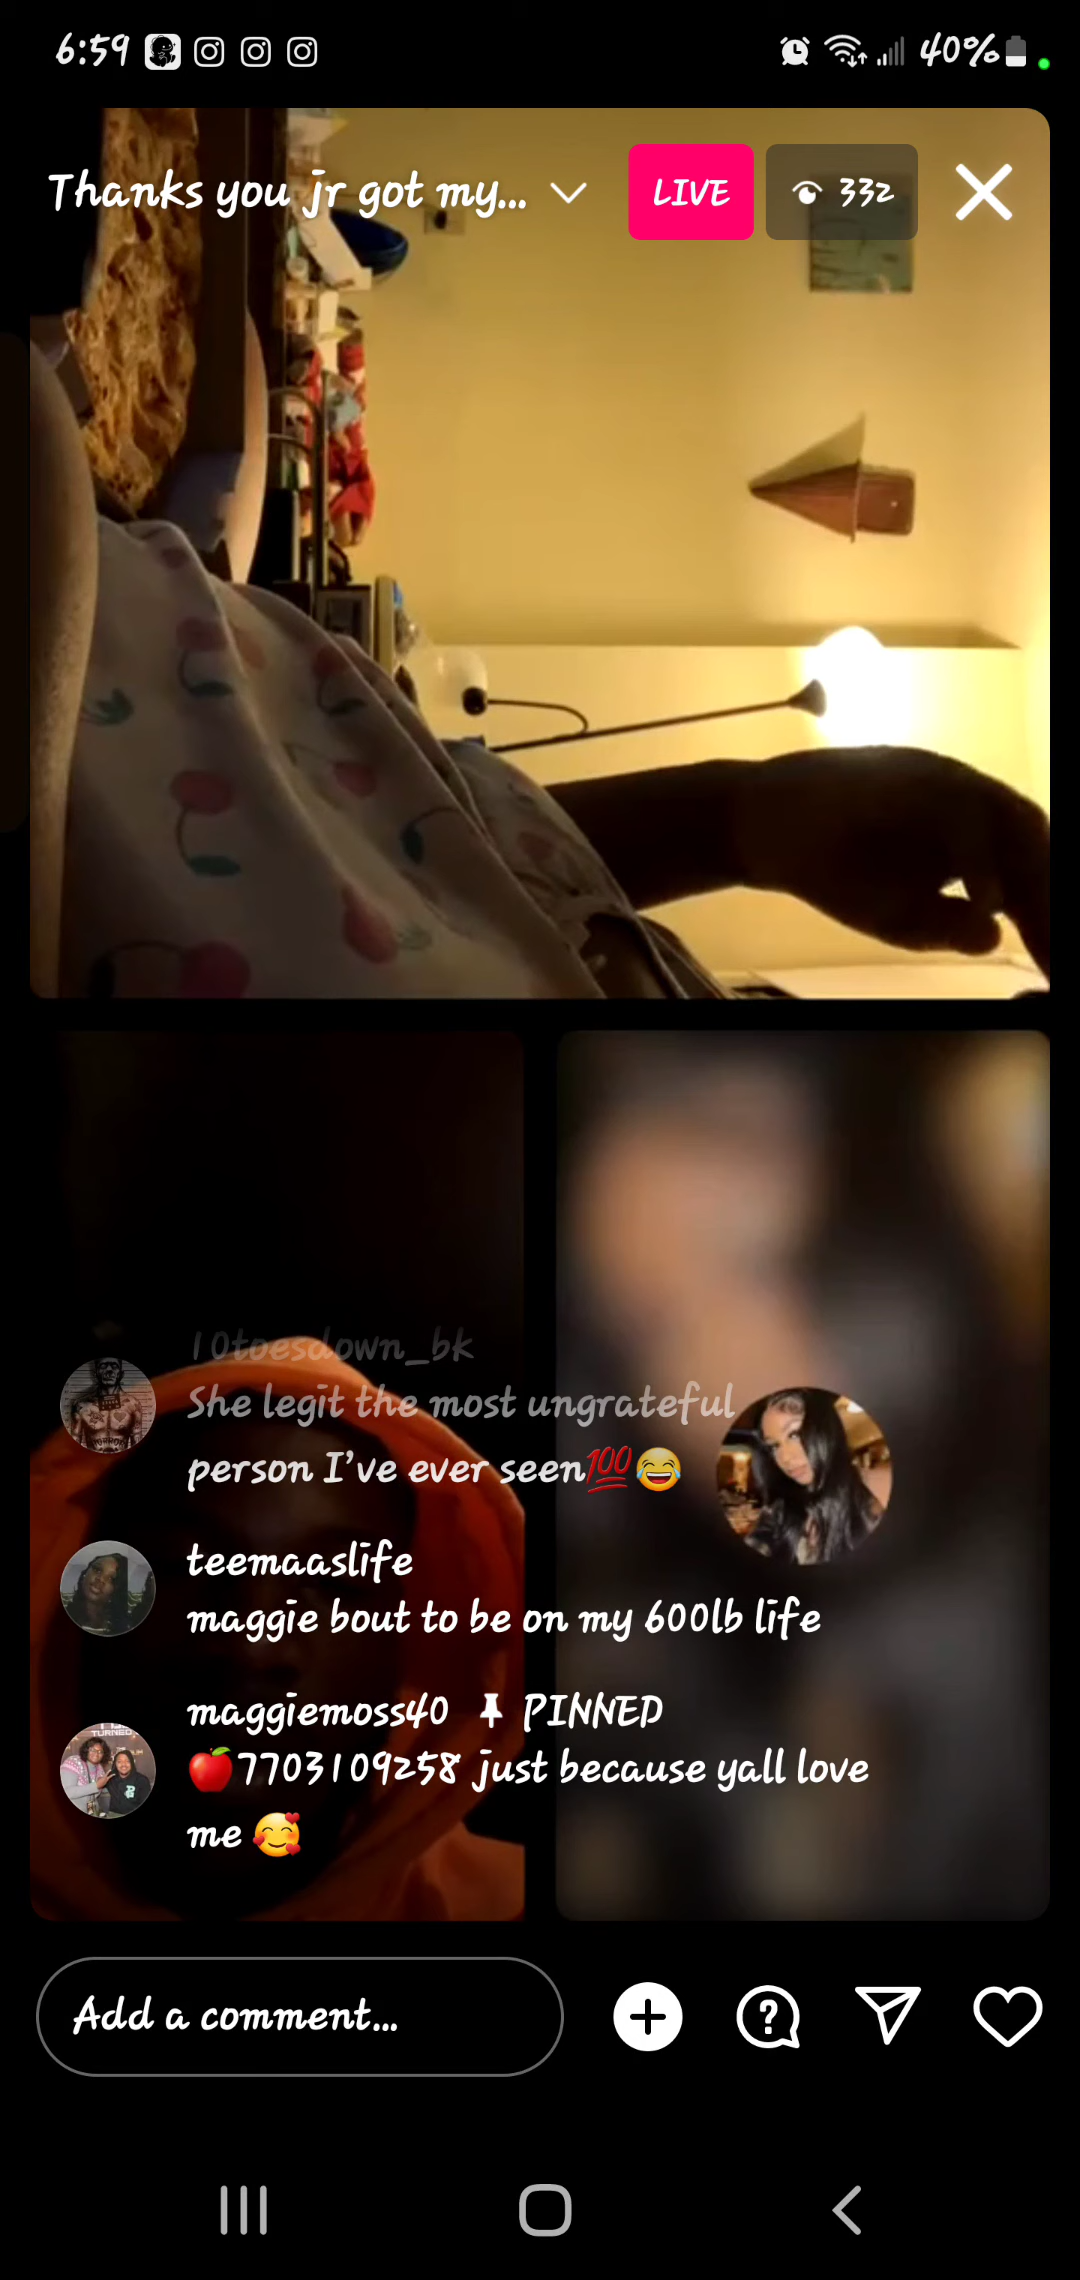 6:59
40%
Thanks you jr got my...
LIVE
332
10toesdown_bk
She legit the most ungrateful
person I've ever seen💯😂
teemaaslife
maggie bout to be on my 600lb life
maggiemoss40 PINNED
🍎7703109258 just because yall love
me 🥰
Add a comment...